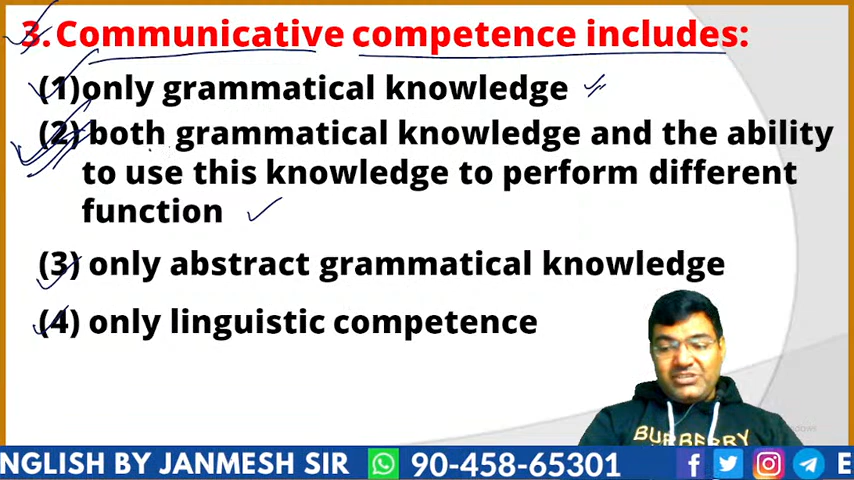 3. Communicative competence includes:
(1) only grammatical knowledge
(2) both grammatical knowledge and the ability
to use this knowledge to perform different
function
(3) only abstract grammatical knowledge
(4) only linguistic competence
BURBERRY
NGLISH BY JANMESH SIR 90-458-65301 E